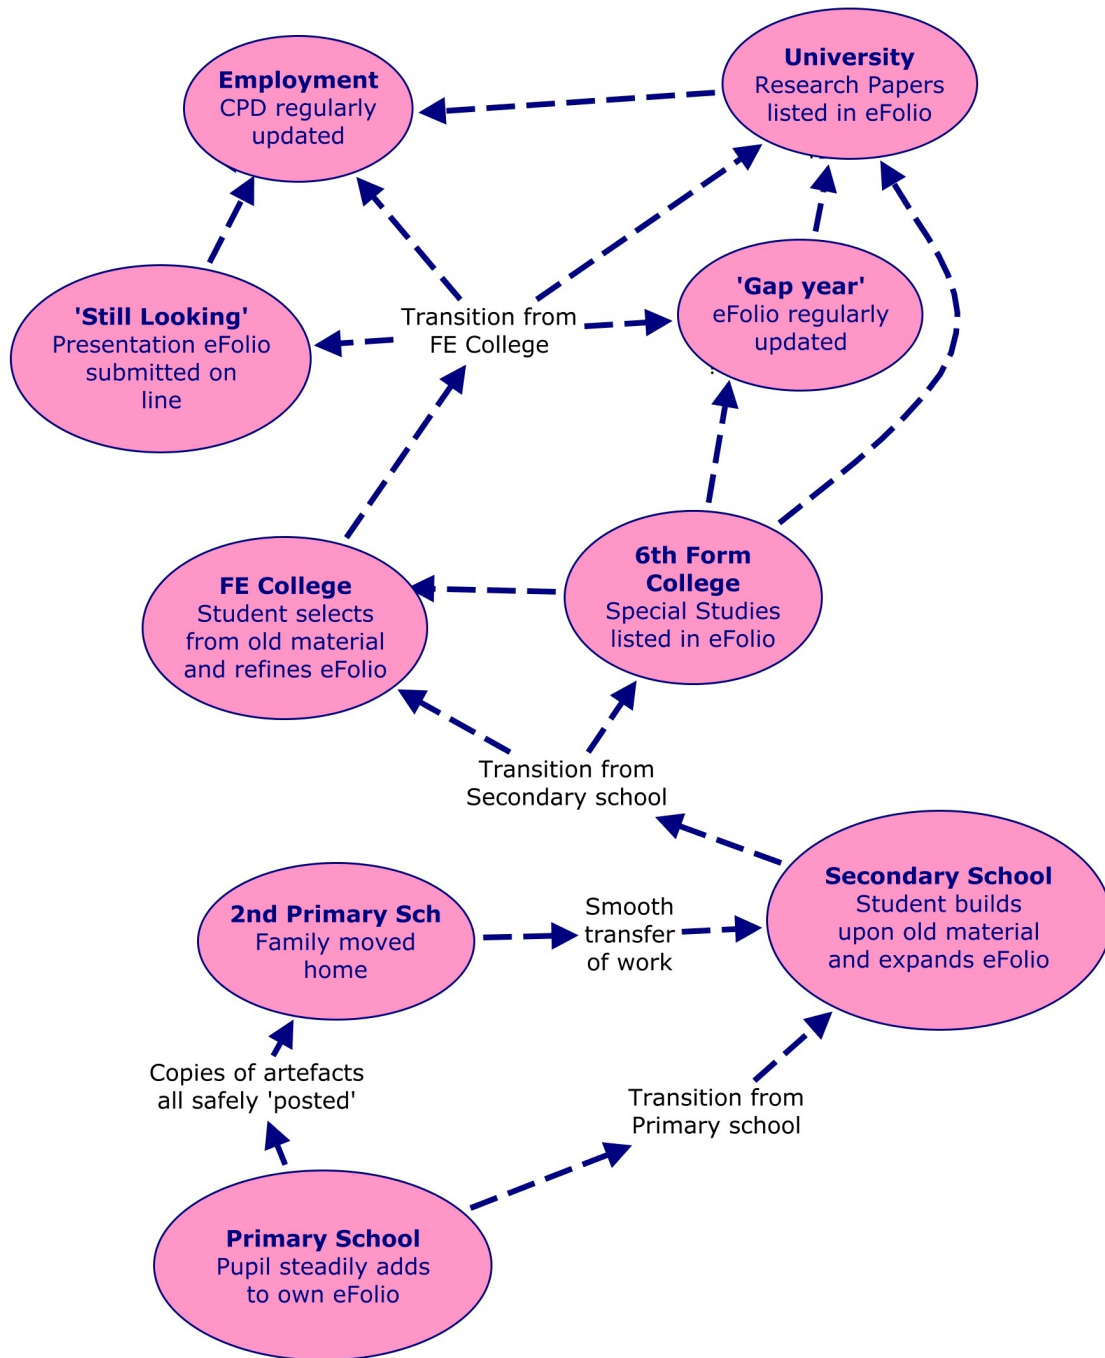 Employment
CPD regularly
updated
University
Research Papers
listed in eFolio
'Still Looking'
Presentation eFolio
submitted on
line
Transition from
FE College
'Gap year'
eFolio regularly
updated
FE College
Student selects
from old material
and refines eFolio
6th Form
College
Special Studies
listed in eFolio
Transition from
Secondary school
2nd Primary Sch
Family moved
home
Smooth
transfer
of work
Secondary School
Student builds
upon old material
and expands eFolio
Copies of artefacts
all safely 'posted'
Transition from
Primary school
Primary School
Pupil steadily adds
to own eFolio